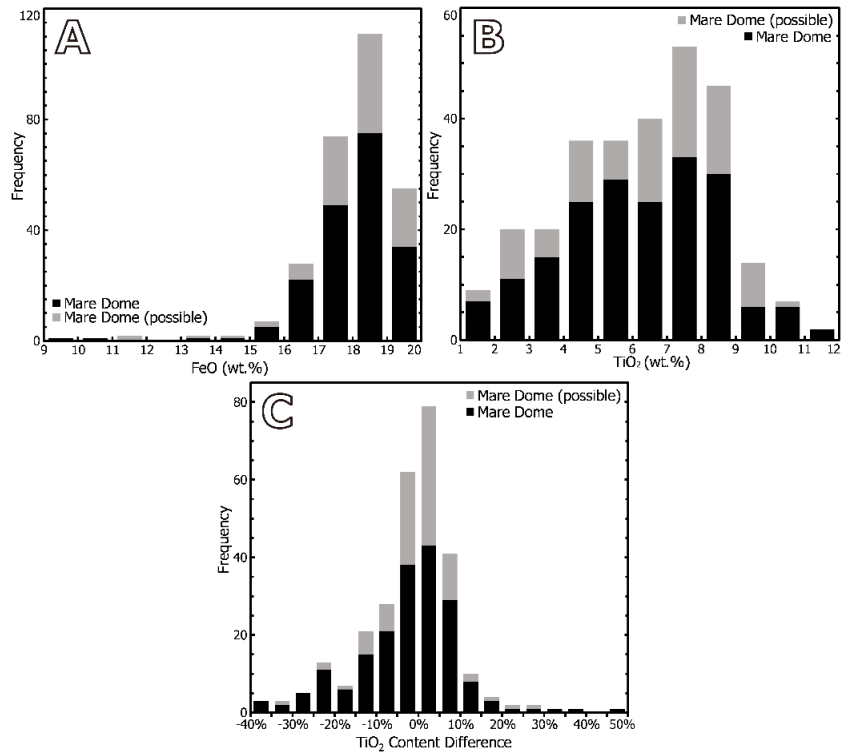 A
120
80
40
0
Frequency
Mare Dome
Mare Dome (possible)
9 10 11 12 13 14 15 16 17 18 19 20
FeO (wt.%)
B
60
40
20
0
Frequency
Mare Dome (possible)
Mare Dome
1 2 3 4 5 6 7 8 9 10 11 12
TiO₂ (wt.%)
C
80
60
40
20
0
Frequency
Mare Dome (possible)
Mare Dome
-40% -30% -20% -10% 0% 10% 20% 30% 40% 50%
TiO₂ Content Difference